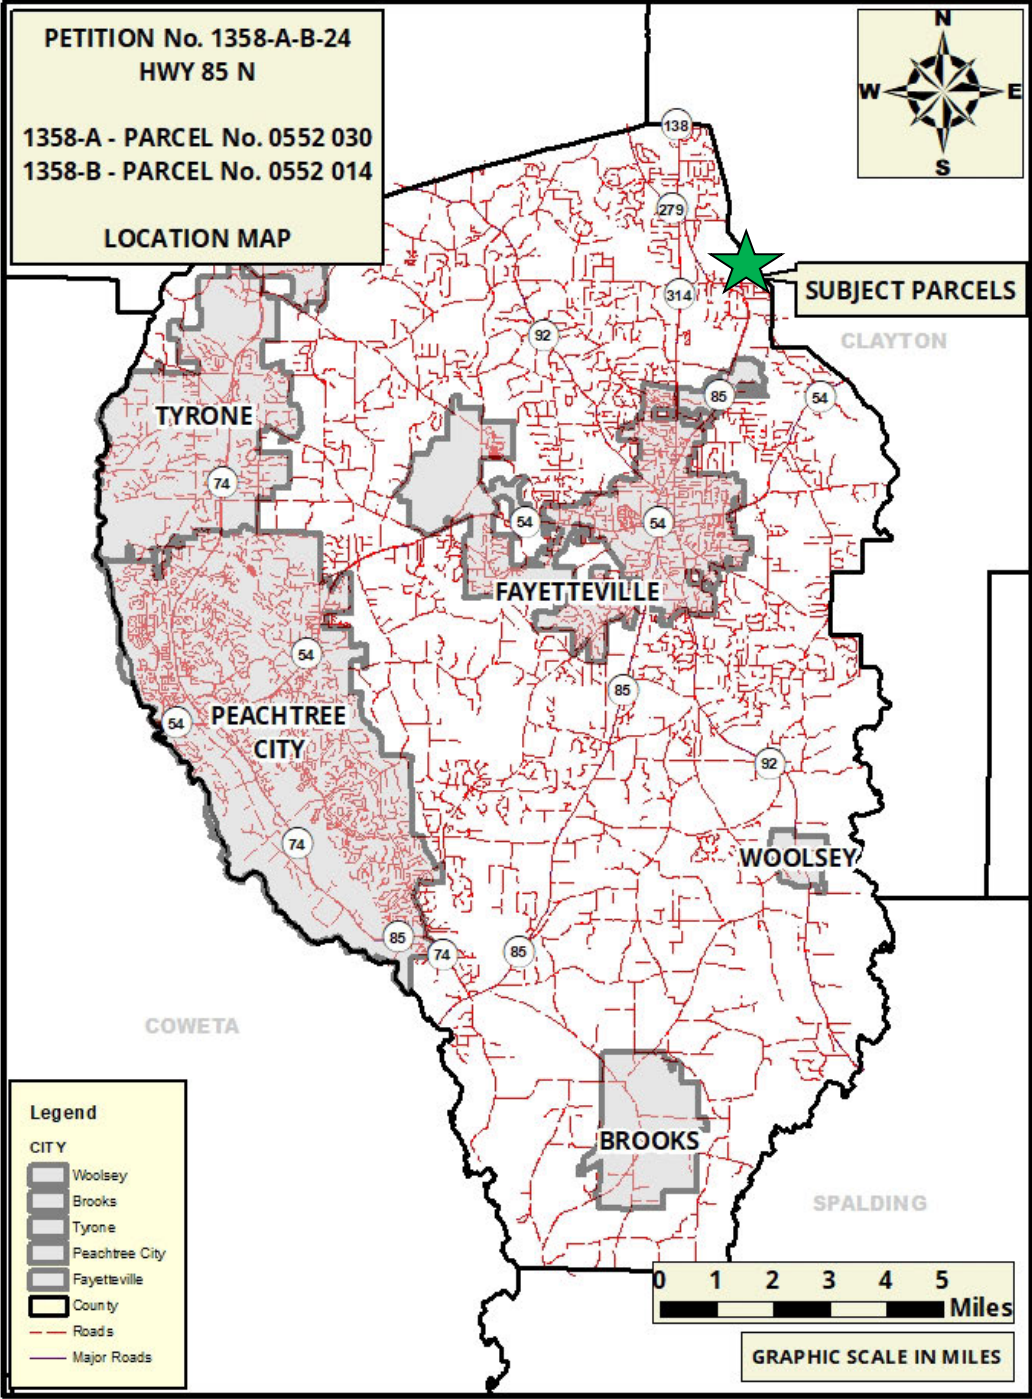 PETITION No. 1358-A-B-24
HWY 85 N
1358-A - PARCEL No. 0552 030
1358-B - PARCEL No. 0552 014
LOCATION MAP
N
W
E
S
138
279
SUBJECT PARCELS
314
92
CLAYTON
85
54
TYRONE
74
54
54
FAYETTEVILLE
54
85
54
PEACHTREE
CITY
92
74
WOOLSEY
85
74
85
COWETA
BROOKS
SPALDING
Legend
CITY
Woolsey
Brooks
Tyrone
Peachtree City
Fayetteville
County
Roads
Major Roads
0 1 2 3 4 5
Miles
GRAPHIC SCALE IN MILES